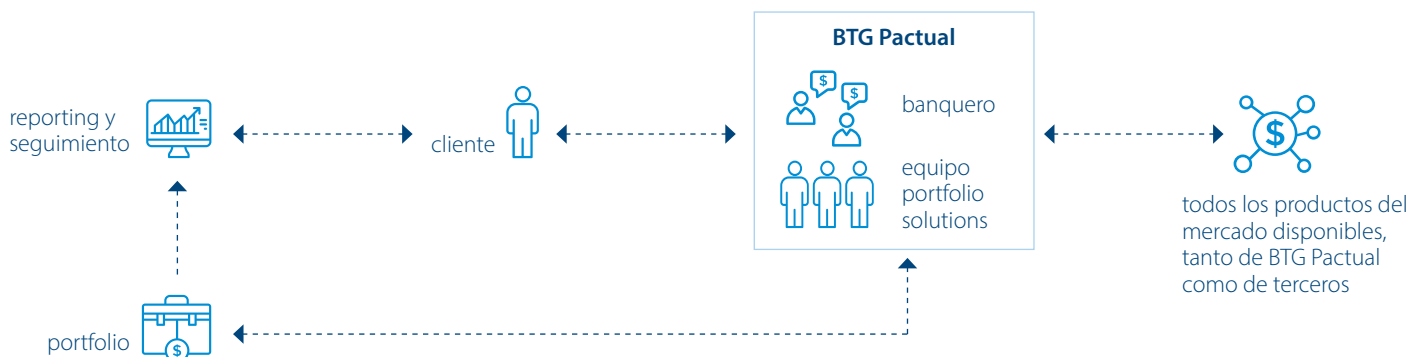 BTG Pactual
banquero
equipo
portfolio
solutions
reporting y
seguimiento
cliente
todos los productos del
mercado disponibles,
tanto de BTG Pactual
como de terceros
portfolio
$
$
$
$